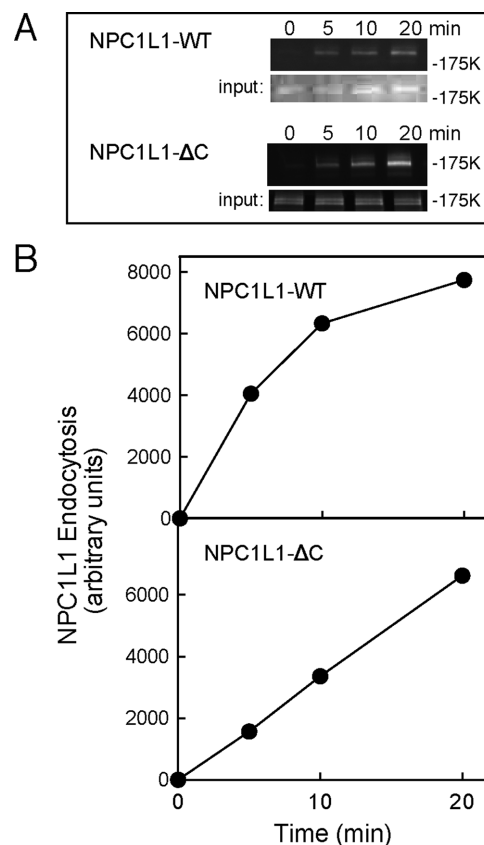 A
NPC1L1-WT
0 5 10 20 min
-175K
input:
-175K
0 5 10 20 min
NPC1L1-ΔC
-175K
input:
-175K
B
8000
NPC1L1-WT
6000
4000
2000
0
NPC1L1-ΔC
6000
4000
2000
0
0 10 20
Time (min)
NPC1L1 Endocytosis
(arbitrary units)